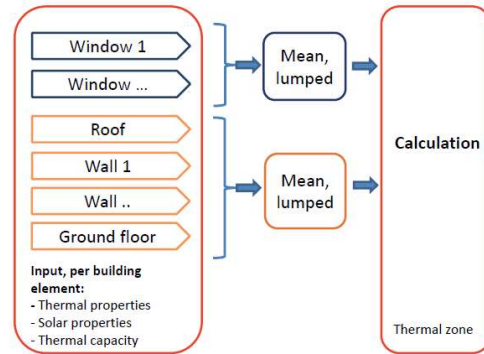 Window 1
Window ...
Roof
Wall 1
Wall ..
Ground floor
Input, per building
element:
- Thermal properties
- Solar properties
- Thermal capacity
Mean,
lumped
Mean,
lumped
Calculation
Thermal zone